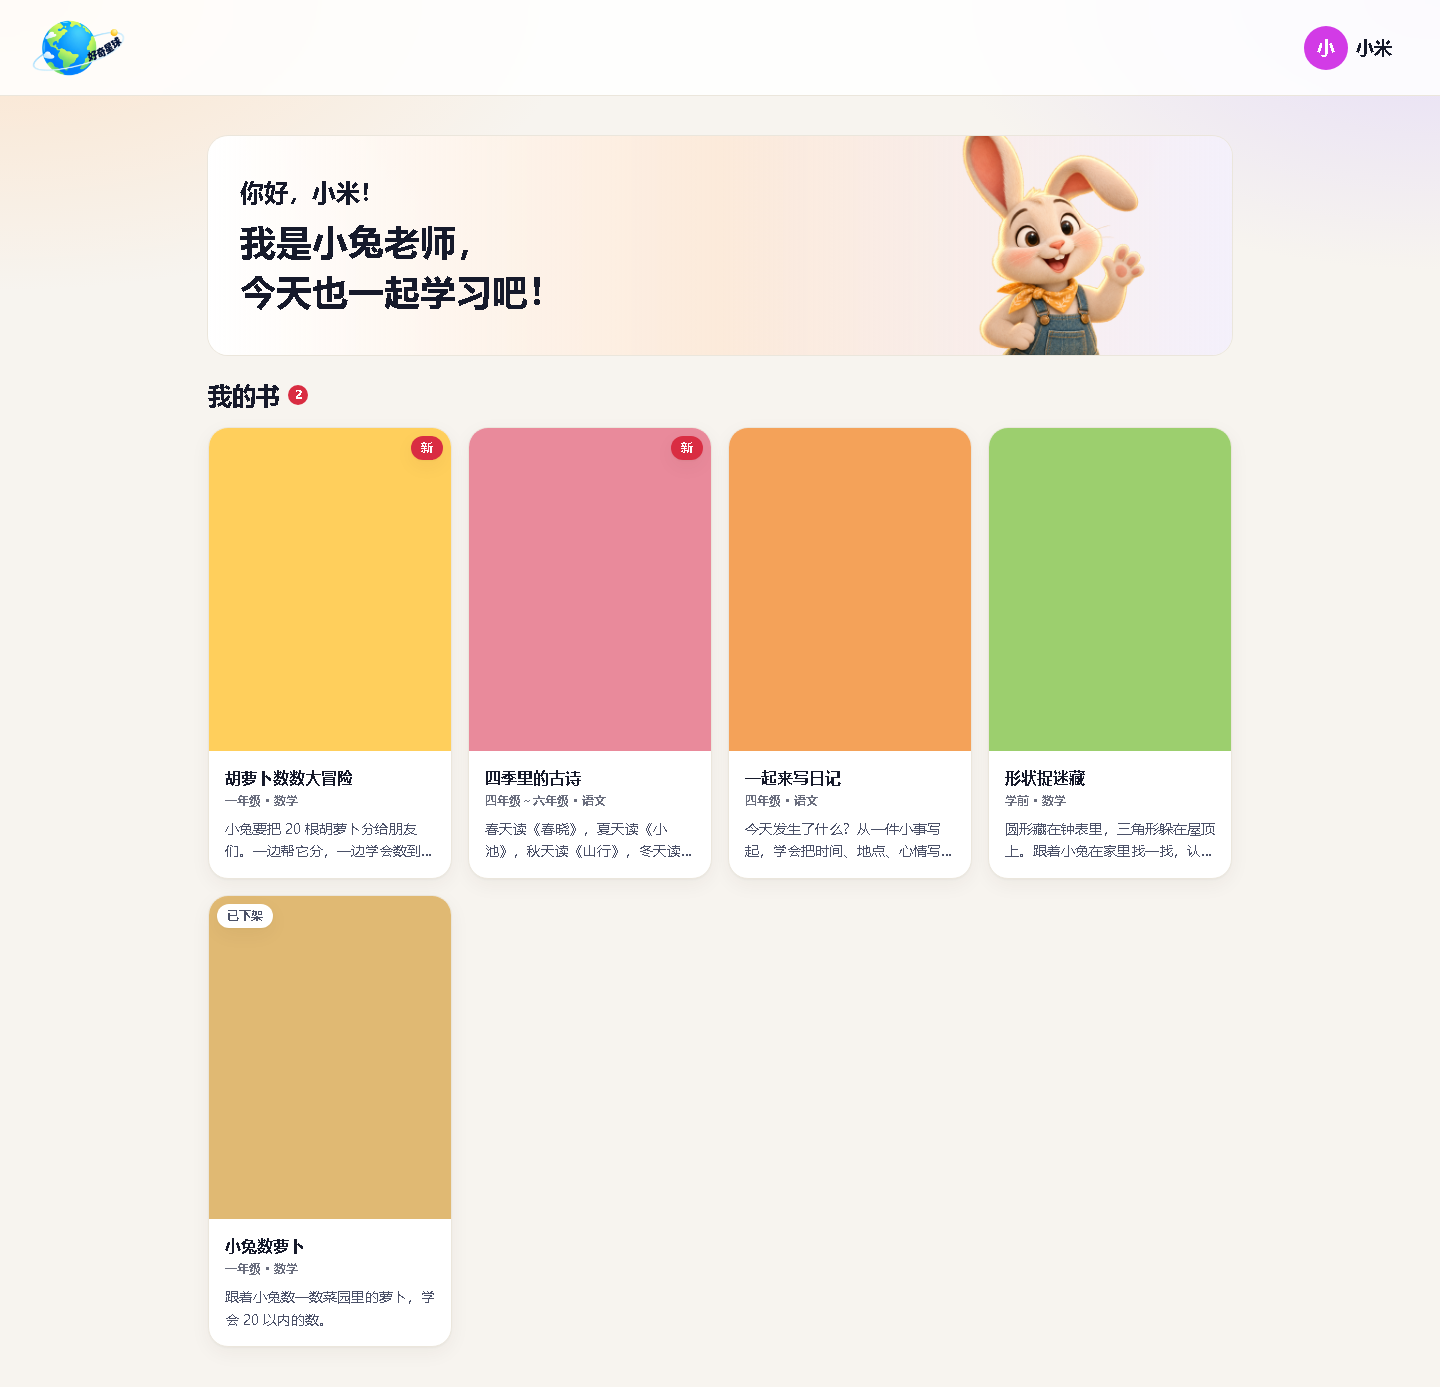 好奇星球
小 小米
你好，小米！
我是小兔老师，
今天也一起学习吧！
我的书 2
新
胡萝卜数数大冒险
一年级・数学
小兔要把 20 根胡萝卜分给朋友
们。一边帮它分，一边学会数到...
新
四季里的古诗
四年级 ~ 六年级・语文
春天读《春晓》，夏天读《小
池》，秋天读《山行》，冬天读...
一起来写日记
四年级・语文
今天发生了什么？从一件小事写
起，学会把时间、地点、心情写...
形状捉迷藏
学前・数学
圆形藏在钟表里，三角形躲在屋顶
上。跟着小兔在家里找一找，认...
已下架
小兔数萝卜
一年级・数学
跟着小兔数一数菜园里的萝卜，学
会 20 以内的数。